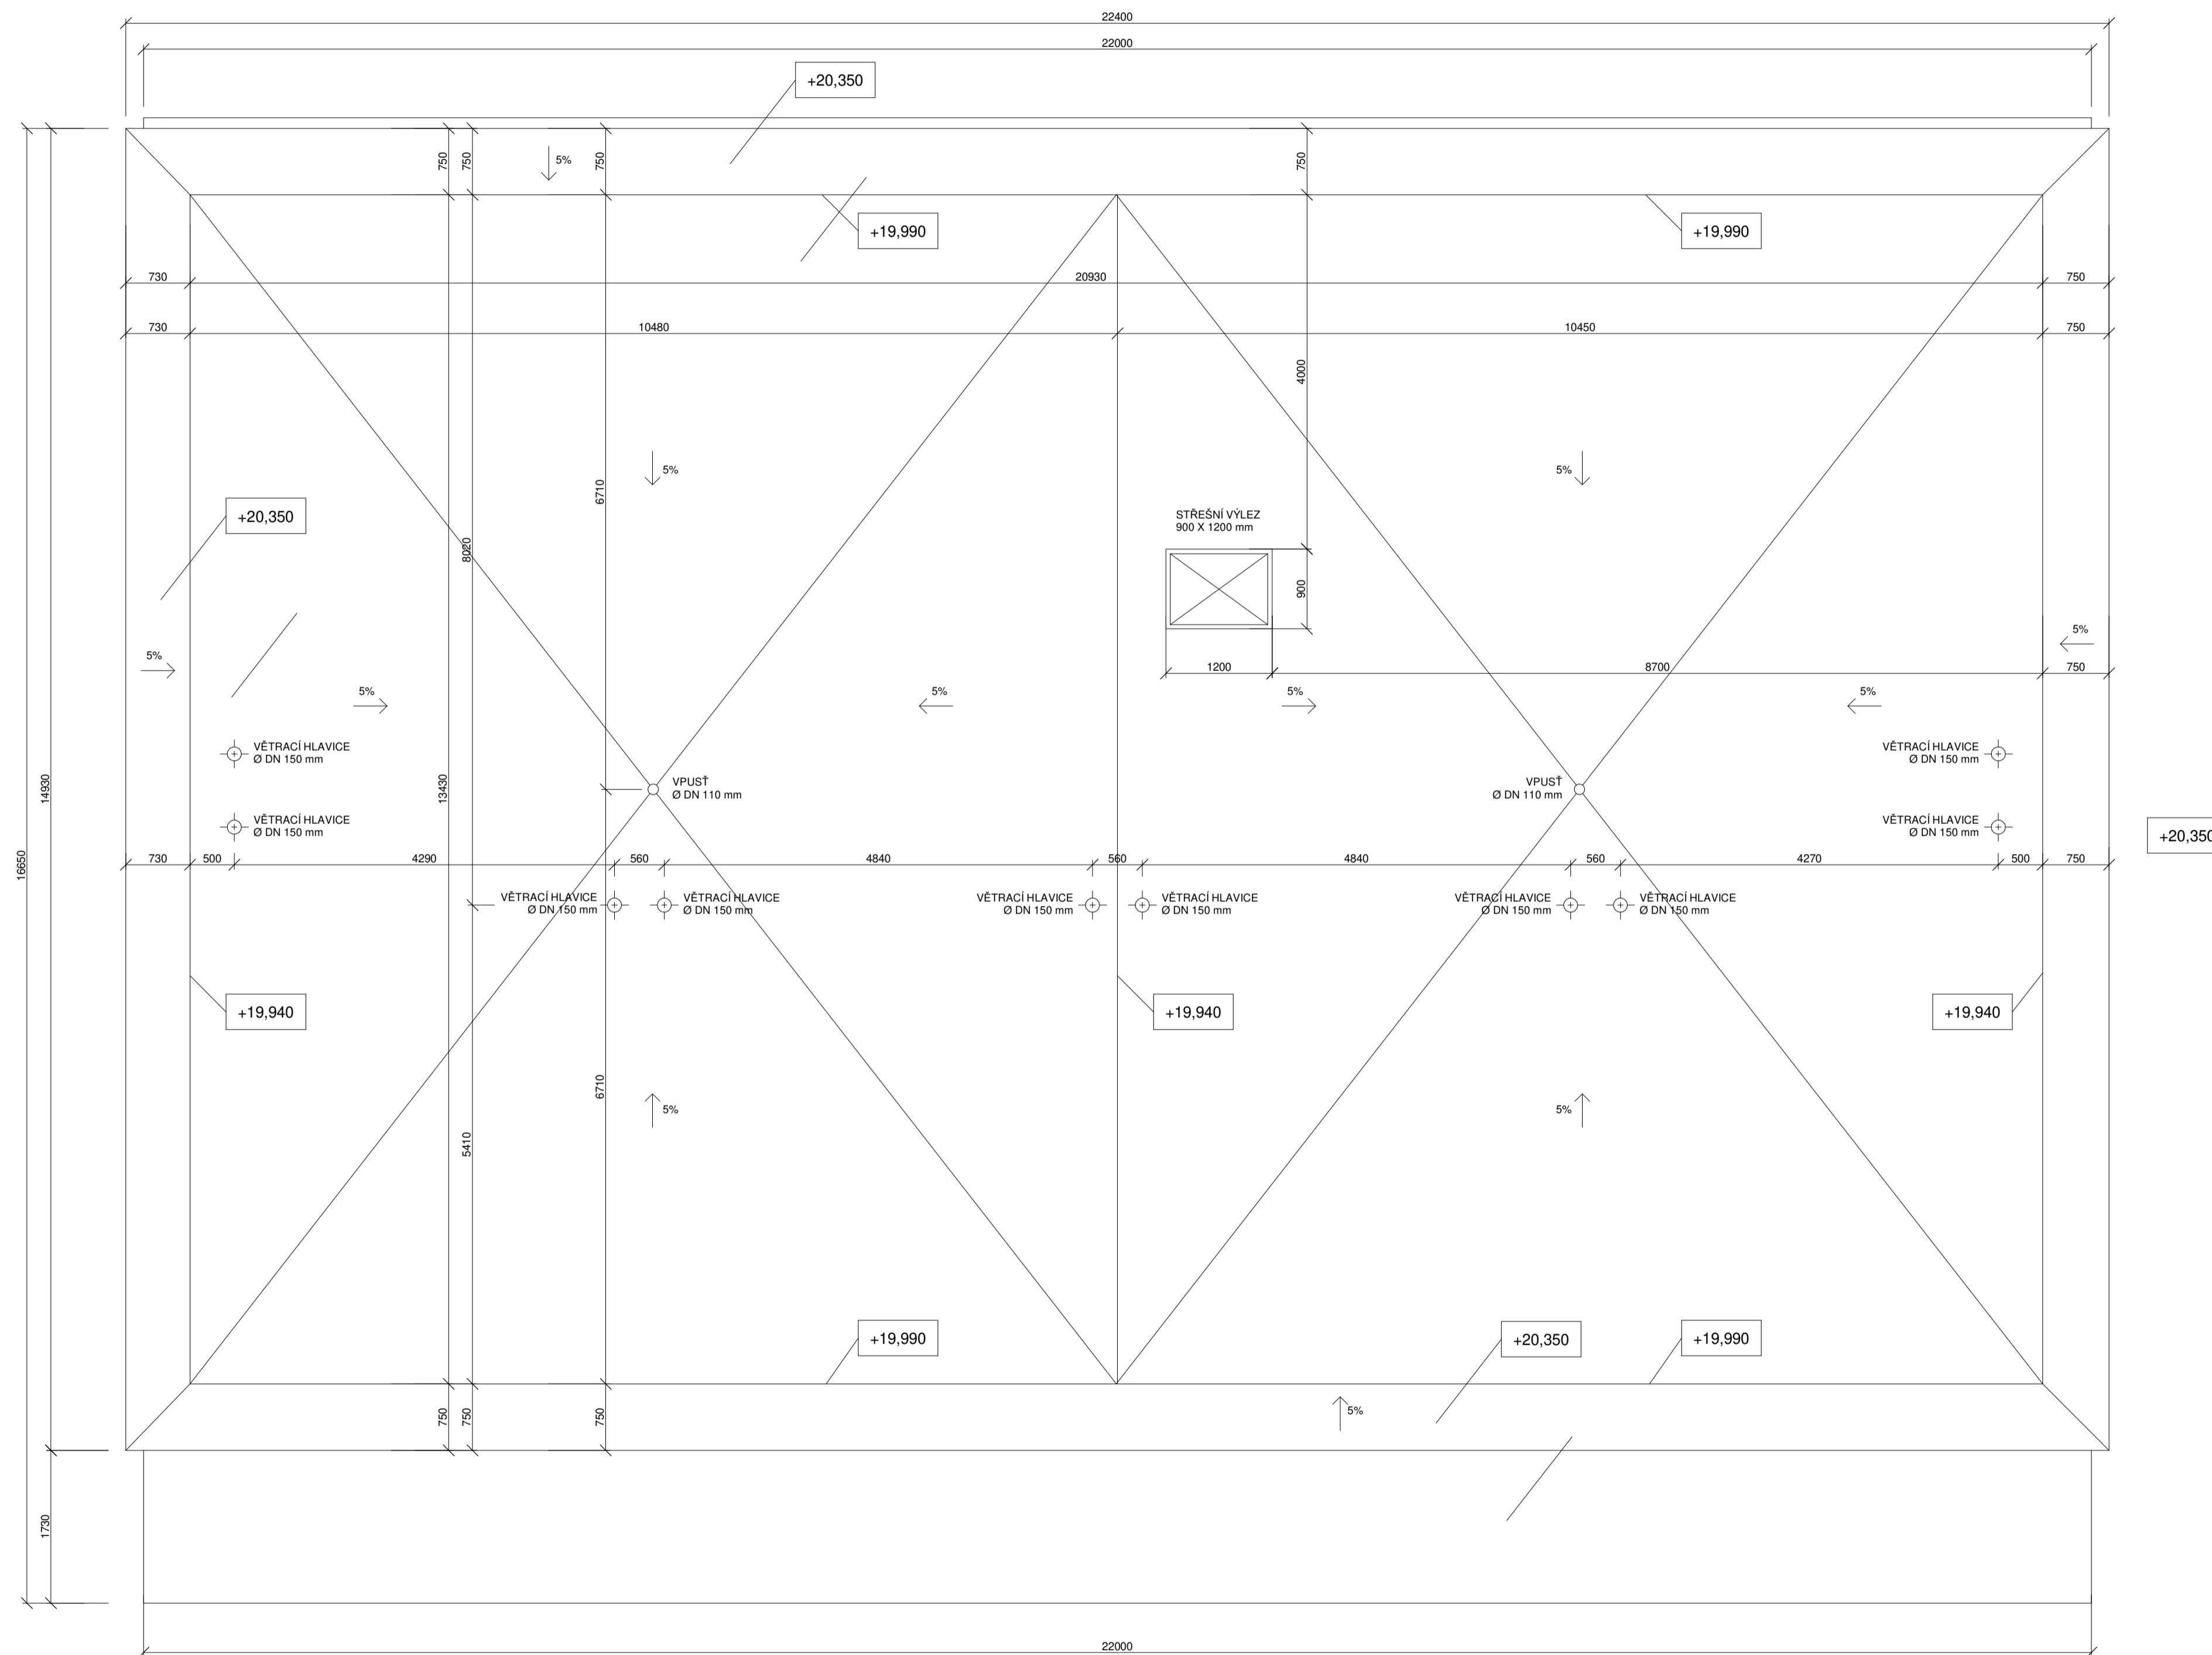 22400
22000
+20,350
750
750
750
750
5%
+19,990
+19,990
730
20930
750
730
10480
10450
750
4000
5%
5%
6710
8020
+20,350
STŘEŠNÍ VÝLEZ
900 X 1200 mm
900
1200
8700
750
5%
5%
5%
5%
5%
5%
VĚTRACÍ HLAVICE
Ø DN 150 mm
VĚTRACÍ HLAVICE
Ø DN 150 mm
14930
13430
VPUSŤ
Ø DN 110 mm
VPUSŤ
Ø DN 110 mm
VĚTRACÍ HLAVICE
Ø DN 150 mm
VĚTRACÍ HLAVICE
Ø DN 150 mm
+20,350
16650
730
500
4290
560
4840
560
4840
560
4270
500
750
VĚTRACÍ HLAVICE
Ø DN 150 mm
VĚTRACÍ HLAVICE
Ø DN 150 mm
VĚTRACÍ HLAVICE
Ø DN 150 mm
VĚTRACÍ HLAVICE
Ø DN 150 mm
VĚTRACÍ HLAVICE
Ø DN 150 mm
VĚTRACÍ HLAVICE
Ø DN 150 mm
+19,940
+19,940
+19,940
6710
5%
5%
5410
+19,990
+20,350
+19,990
750
750
750
5%
1730
22000